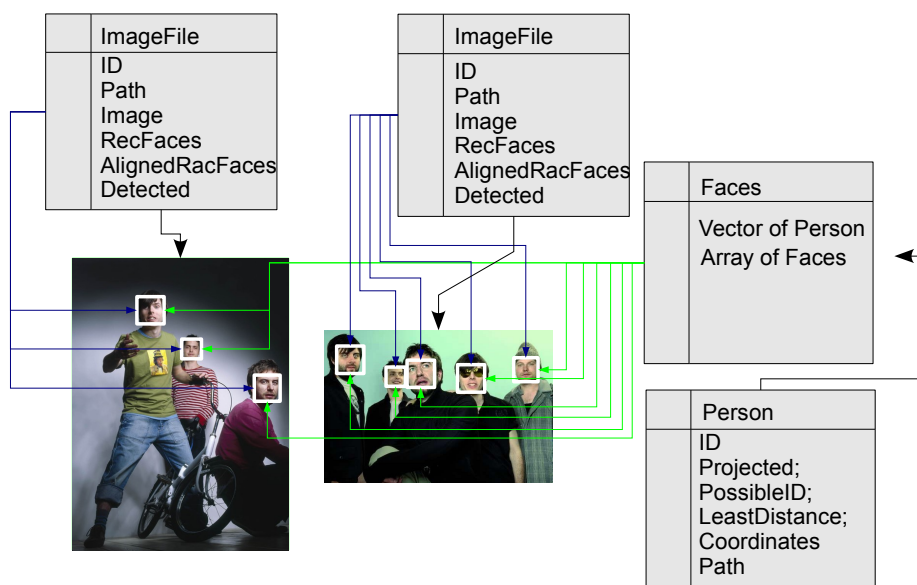 ImageFile
ID
Path
Image
RecFaces
AlignedRacFaces
Detected
ImageFile
ID
Path
Image
RecFaces
AlignedRacFaces
Detected
Faces
Vector of Person
Array of Faces
Person
ID
Projected;
PossibleID;
LeastDistance;
Coordinates
Path